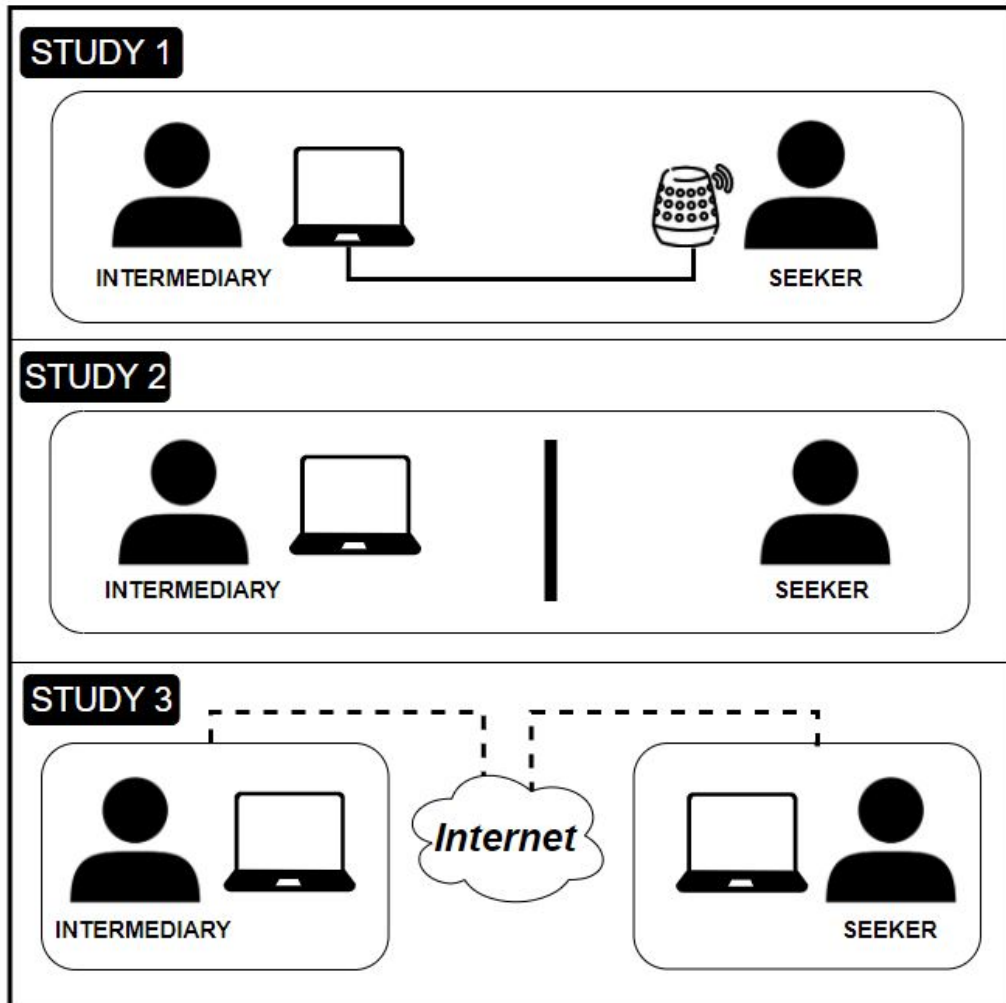 STUDY 1
INTERMEDIARY
SEEKER
STUDY 2
INTERMEDIARY
SEEKER
STUDY 3
Internet
INTERMEDIARY
SEEKER